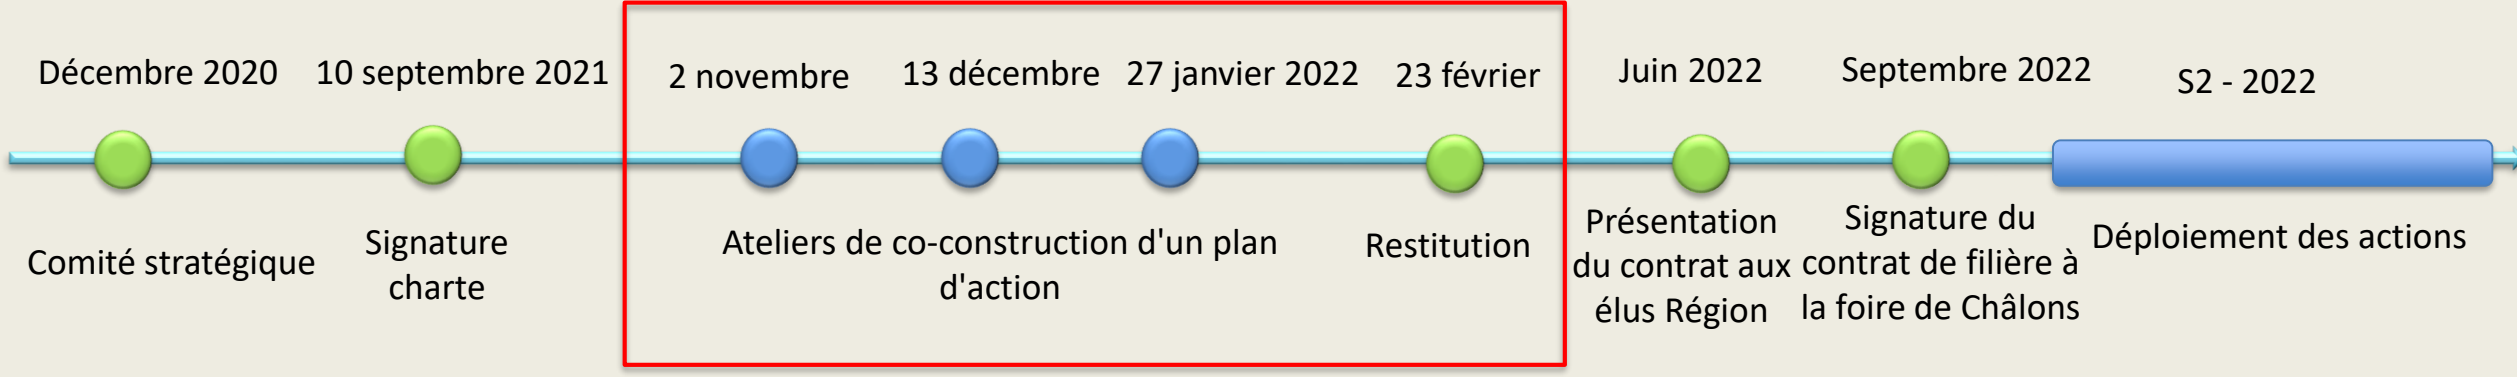 Décembre 2020
10 septembre 2021
2 novembre
13 décembre
27 janvier 2022
23 février
Juin 2022
Septembre 2022
S2 - 2022
Comité stratégique
Signature
charte
Ateliers de co-construction d'un plan
d'action
Restitution
Présentation
du contrat aux
élus Région
Signature du
contrat de filière à
la foire de Châlons
Déploiement des actions